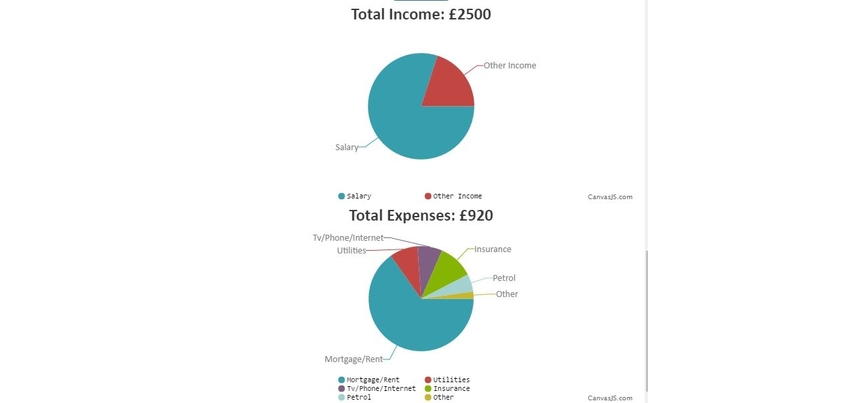 Total Income: £2500
Other Income
Salary
Salary Other Income
CanvasJS.com
Total Expenses: £920
Tv/Phone/Internet
Utilities
Insurance
Petrol
Other
Mortgage/Rent
Mortgage/Rent Utilities
Tv/Phone/Internet Insurance
Petrol Other
CanvasJS.com